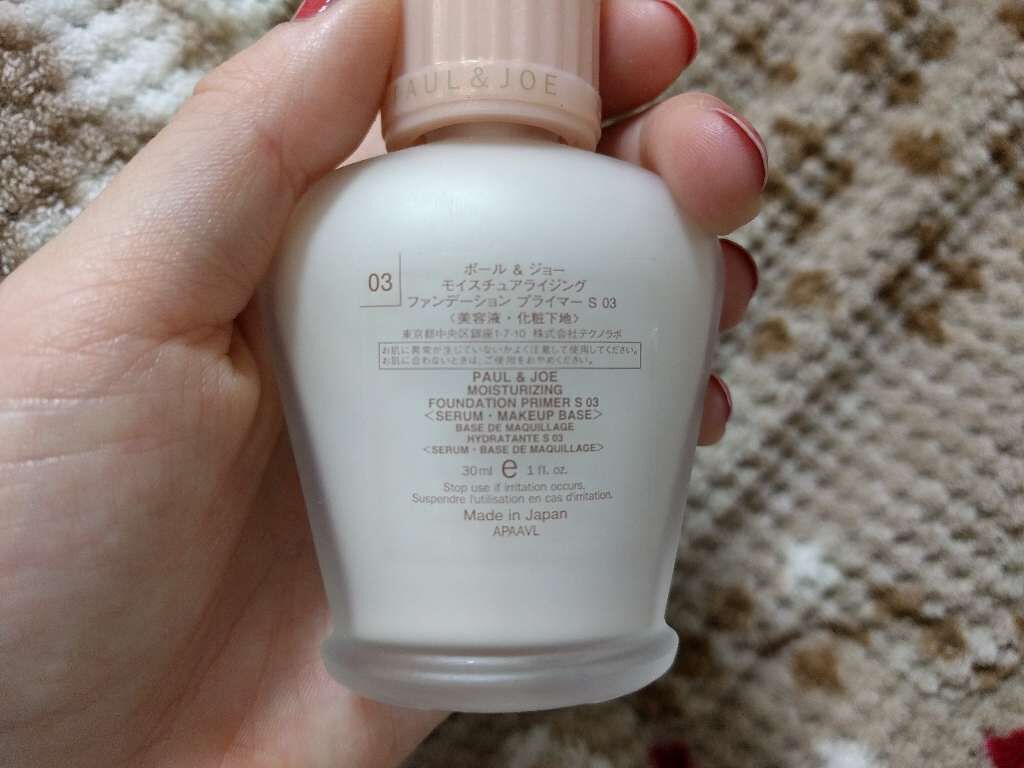 PAUL & JOE
03
ポール & ジョー
モイスチュアライジング
ファンデーション プライマー S 03
〈美容液・化粧下地〉
東京都中央区銀座1-7-10 株式会社テクノラボ
お肌に異常が生じていないかよく注意して使用してください。
お肌に合わないときは、ご使用をおやめください。
PAUL & JOE
MOISTURIZING
FOUNDATION PRIMER S 03
<SERUM・MAKEUP BASE>
BASE DE MAQUILLAGE
HYDRATANTE S 03
<SERUM・BASE DE MAQUILLAGE>
30ml e 1 fl. oz.
Stop use if irritation occurs.
Suspendre l'utilisation en cas d'irritation.
Made in Japan
APAAVL